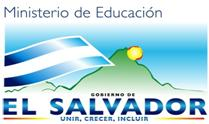 Ministerio de Educación
GOBIERNO DE
EL SALVADOR
UNIR, CRECER, INCLUIR